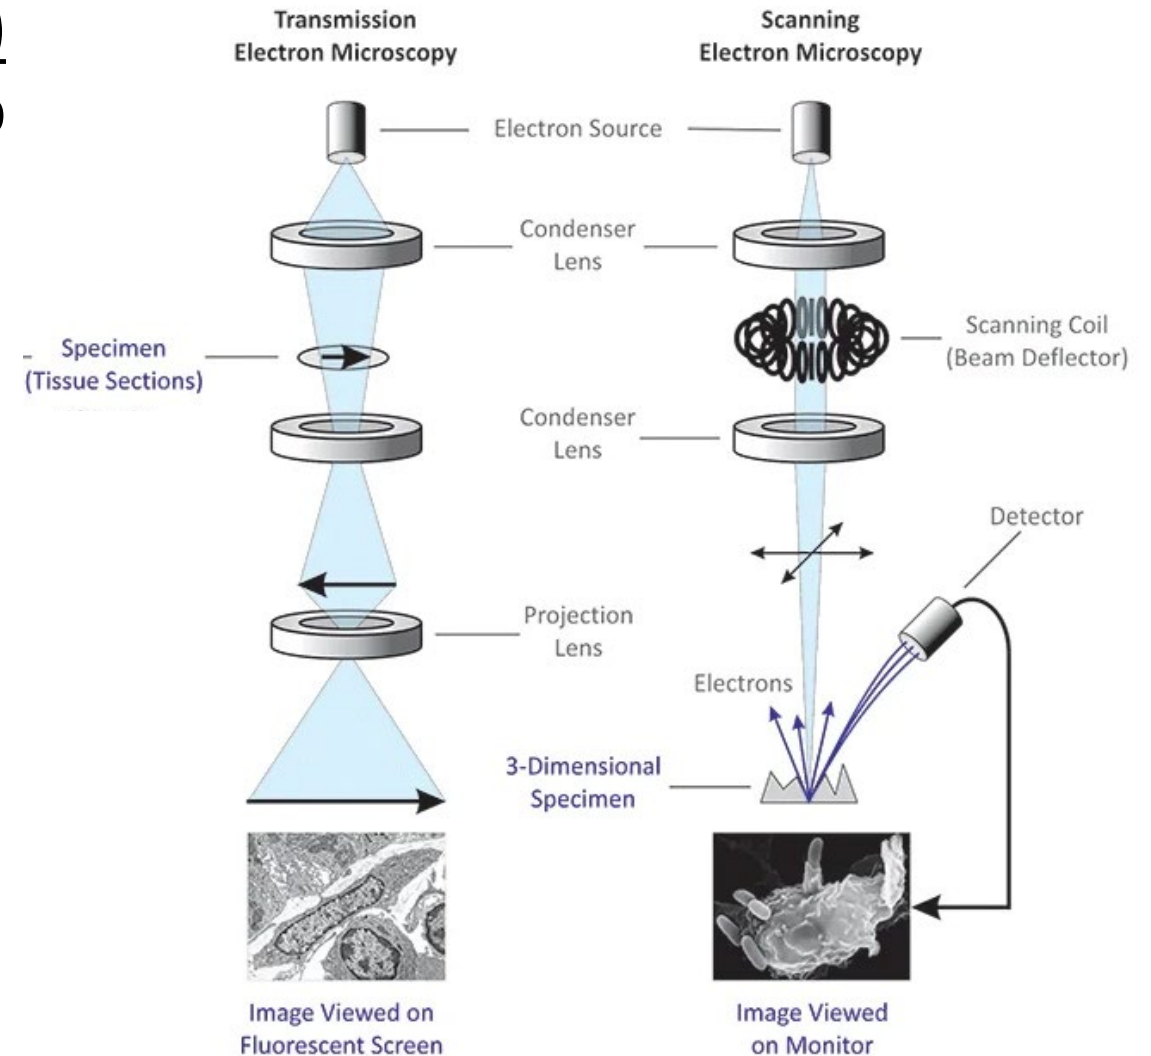 Transmission
Electron Microscopy
Scanning
Electron Microscopy
Electron Source
Condenser
Lens
Specimen
(Tissue Sections)
Scanning Coil
(Beam Deflector)
Condenser
Lens
Detector
Projection
Lens
Electrons
3-Dimensional
Specimen
Image Viewed on
Fluorescent Screen
Image Viewed
on Monitor